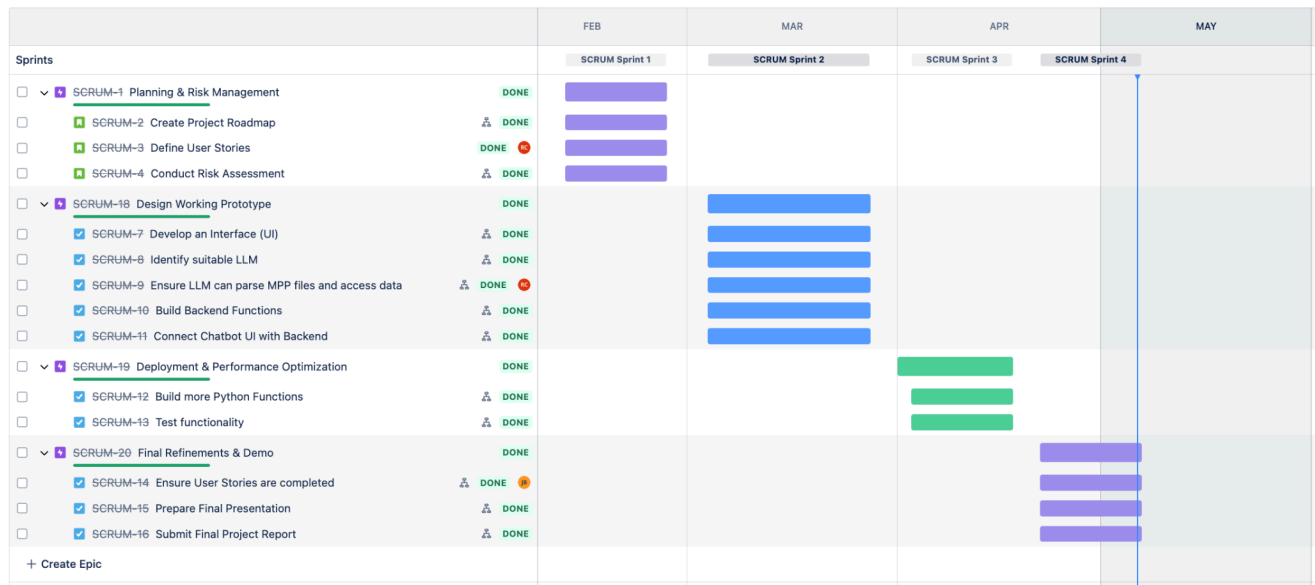 FEB MAR APR MAY
Sprints SCRUM Sprint 1 SCRUM Sprint 2 SCRUM Sprint 3 SCRUM Sprint 4
SCRUM-1 Planning & Risk Management DONE
SCRUM-2 Create Project Roadmap DONE
SCRUM-3 Define User Stories DONE RC
SCRUM-4 Conduct Risk Assessment DONE
SCRUM-18 Design Working Prototype DONE
SCRUM-7 Develop an Interface (UI) DONE
SCRUM-8 Identify suitable LLM DONE
SCRUM-9 Ensure LLM can parse MPP files and access data DONE RC
SCRUM-10 Build Backend Functions DONE
SCRUM-11 Connect Chatbot UI with Backend DONE
SCRUM-19 Deployment & Performance Optimization DONE
SCRUM-12 Build more Python Functions DONE
SCRUM-13 Test functionality DONE
SCRUM-20 Final Refinements & Demo DONE
SCRUM-14 Ensure User Stories are completed DONE
SCRUM-15 Prepare Final Presentation DONE
SCRUM-16 Submit Final Project Report DONE
+ Create Epic